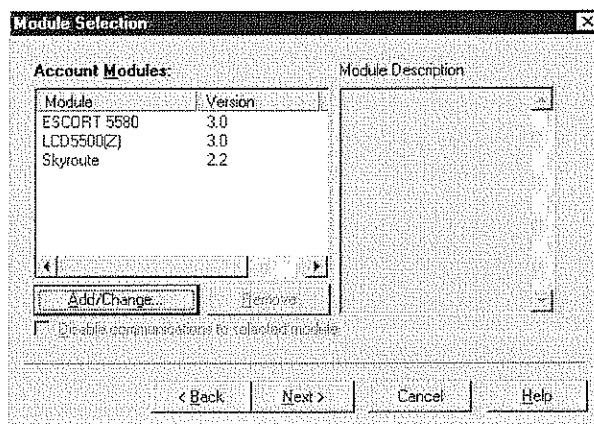 Module Selection
Account Modules:
Module Description
Module Version
ESCORT 5580 3.0
LCD5500(Z) 3.0
Skyroute 2.2
Add/Change... Remove
Disable communications to selected module
< Back Next > Cancel Help